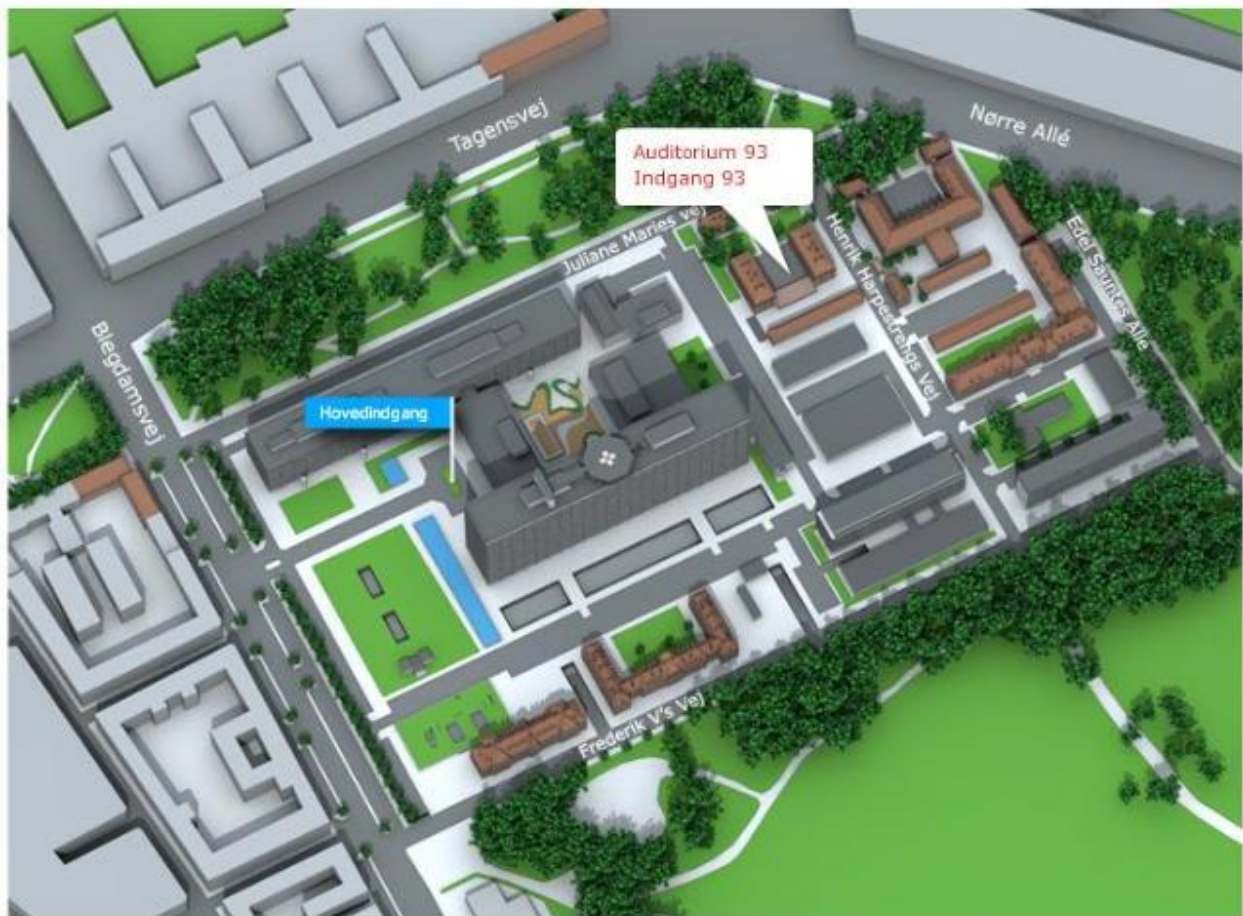 Tagensvej
Nørre Allé
Auditorium 93
Indgang 93
Juliane Maries vej
Henrik Harpestrengs Vej
Edel Sauntes Allé
Blegdamsvej
Hovedindgang
Frederik V's Vej